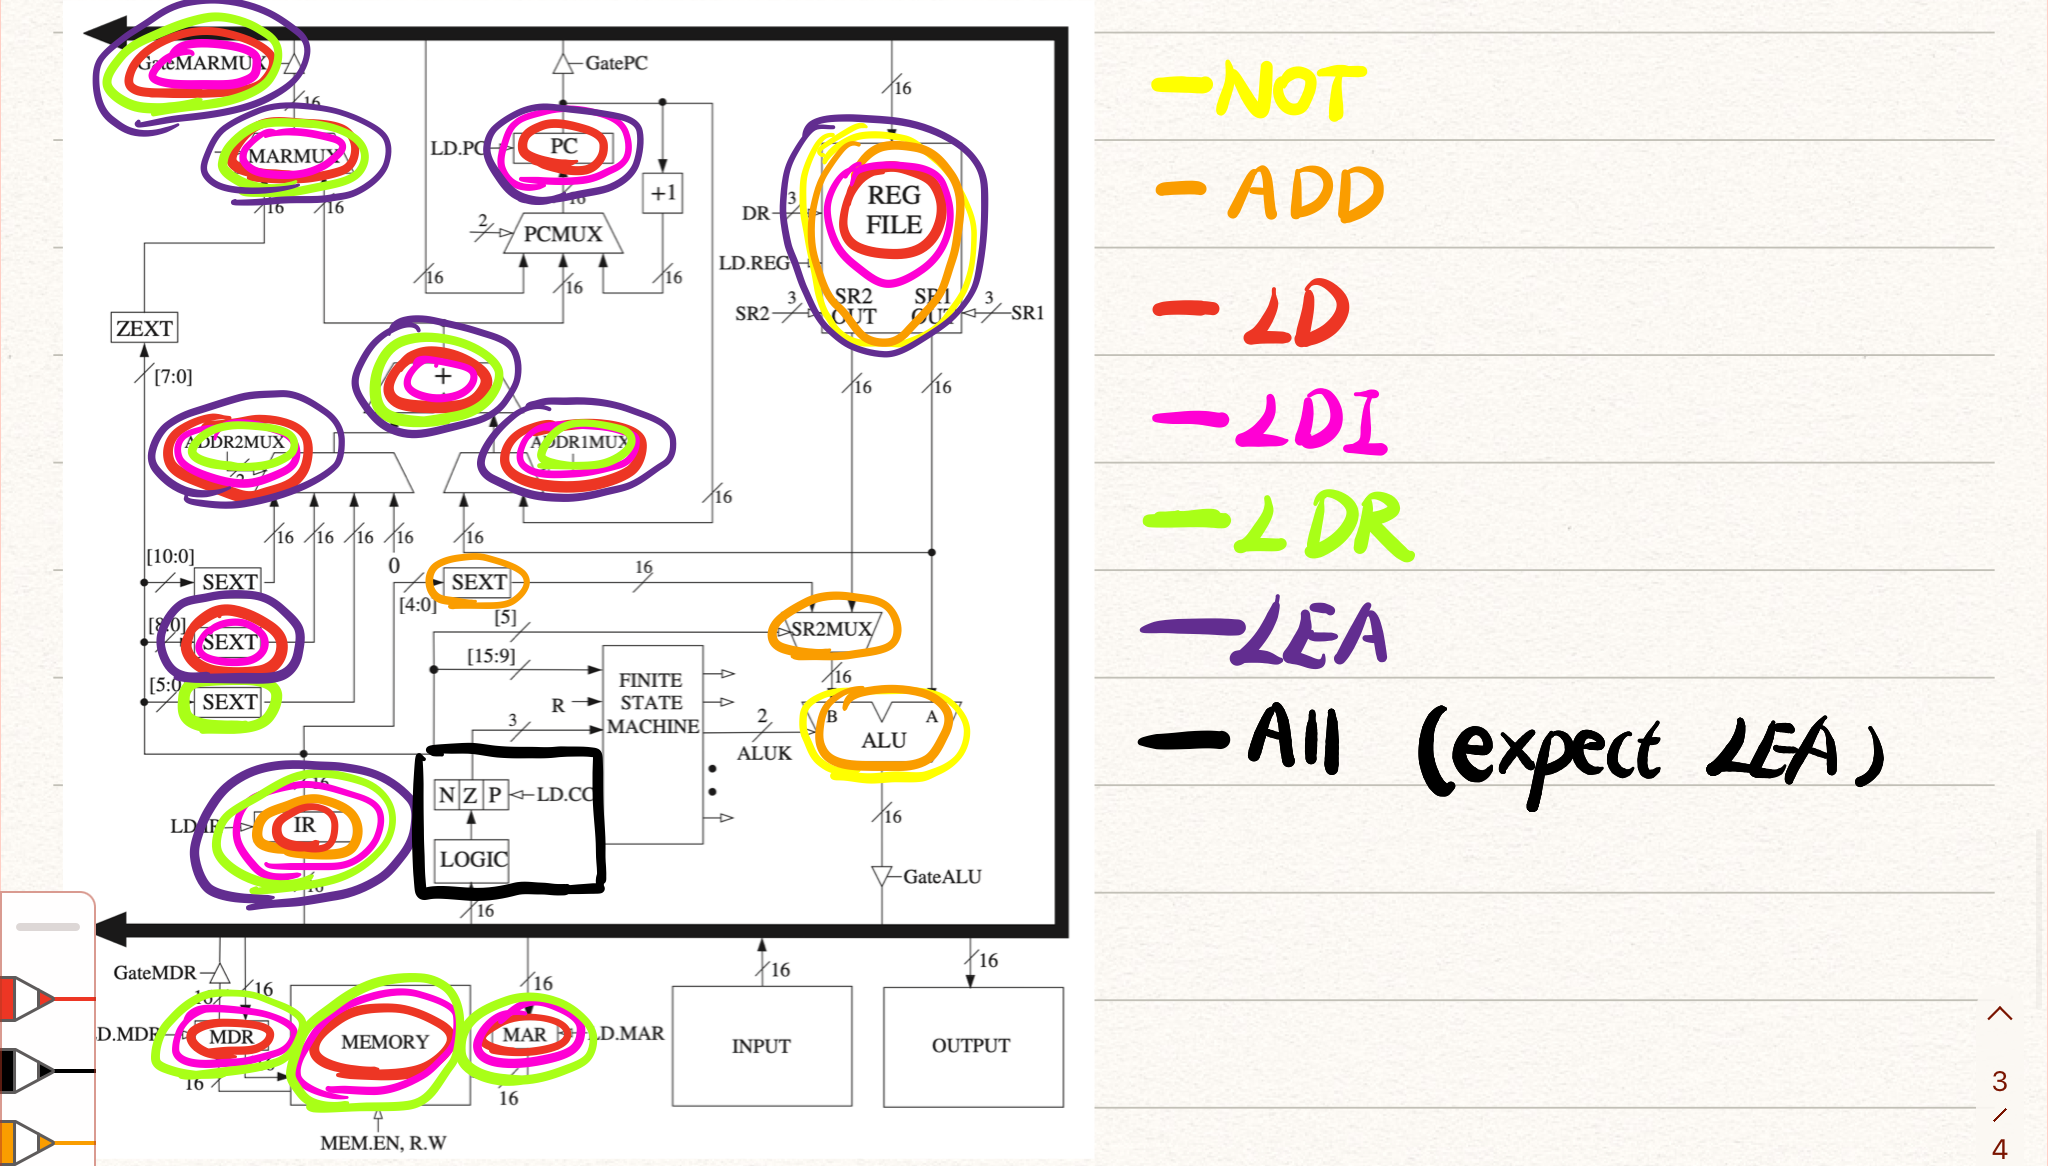 GateMARMUX
16
GatePC
16
MARMUX
LD.PC
PC
+1
REG
FILE
16
16
16
2
PCMUX
DR
3
LD.REG
16
16
16
SR2
3
SR2
OUT
SR1
OUT
3
SR1
ZEXT
[7:0]
+
16
16
ADDR2MUX
2
ADDR1MUX
16
16
16
16
16
16
0
[10:0]
SEXT
[4:0]
SEXT
16
[8:0]
SEXT
[5]
SR2MUX
[15:9]
16
[5:0]
SEXT
FINITE
STATE
MACHINE
R
3
2
ALUK
B
A
ALU
16
N Z P
LD.CC
IR
16
LOGIC
16
16
GateALU
GateMDR
16
16
16
16
16
LD.MDR
MDR
MEMORY
MAR
LD.MAR
INPUT
OUTPUT
16
16
MEM.EN, R.W
— NOT
— ADD
— LD
— LDI
— LDR
— LEA
— All (expect LEA)
3
/
4